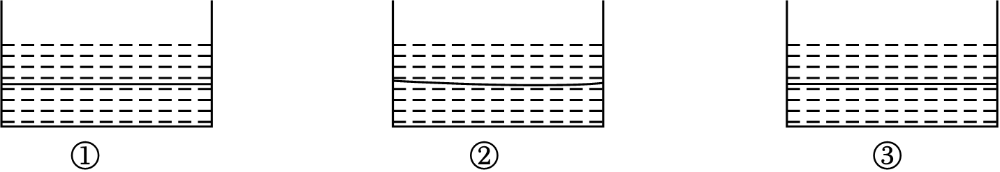 ① ② ③